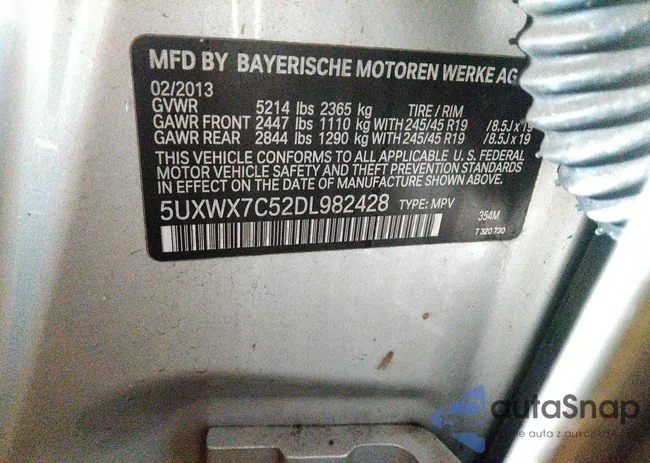 MFD BY BAYERISCHE MOTOREN WERKE AG
02/2013
GVWR 5214 lbs 2365 kg TIRE / RIM
GAWR FRONT 2447 lbs 1110 kg WITH 245/45 R19 /8.5J x 19
GAWR REAR 2844 lbs 1290 kg WITH 245/45 R19 /8.5J x 19
THIS VEHICLE CONFORMS TO ALL APPLICABLE U.S. FEDERAL
MOTOR VEHICLE SAFETY AND THEFT PREVENTION STANDARDS
IN EFFECT ON THE DATE OF MANUFACTURE SHOWN ABOVE.
5UXWX7C52DL982428 TYPE: MPV
354M
7 320 730
autaSnap
auta z aukcji USA